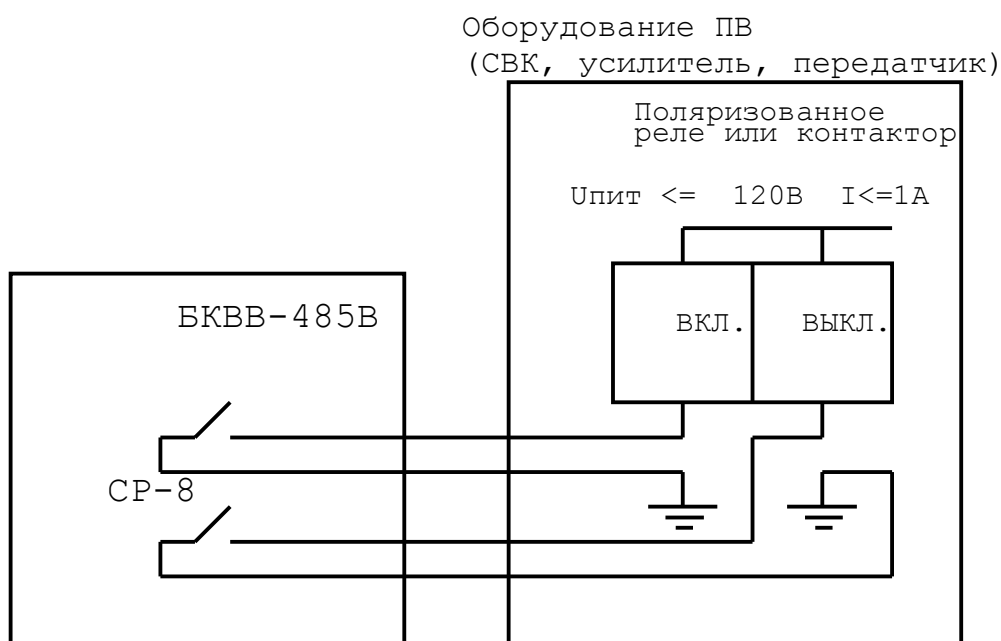 Оборудование ПВ
(СВК, усилитель, передатчик)
Поляризованное
реле или контактор
Uпит <= 120В I<=1А
БКВВ-485В
ВКЛ.
ВЫКЛ.
СР-8